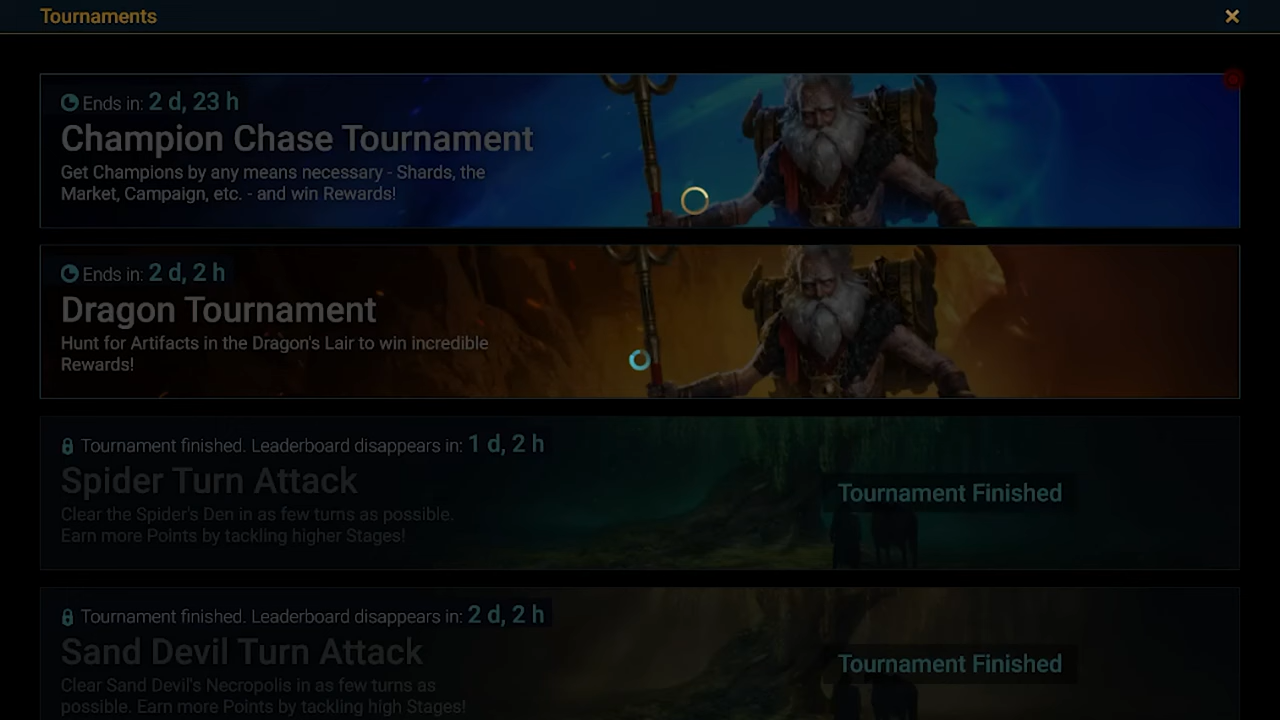 Tournaments
Ends in: 2 d, 23 h
Champion Chase Tournament
Get Champions by any means necessary - Shards, the
Market, Campaign, etc. - and win Rewards!
Ends in: 2 d, 2 h
Dragon Tournament
Hunt for Artifacts in the Dragon's Lair to win incredible
Rewards!
Tournament finished. Leaderboard disappears in: 1 d, 2 h
Spider Turn Attack
Clear the Spider's Den in as few turns as possible.
Earn more Points by tackling higher Stages!
Tournament Finished
Tournament finished. Leaderboard disappears in: 2 d, 2 h
Sand Devil Turn Attack
Clear Sand Devil's Necropolis in as few turns as
possible. Earn more Points by tackling high Stages!
Tournament Finished